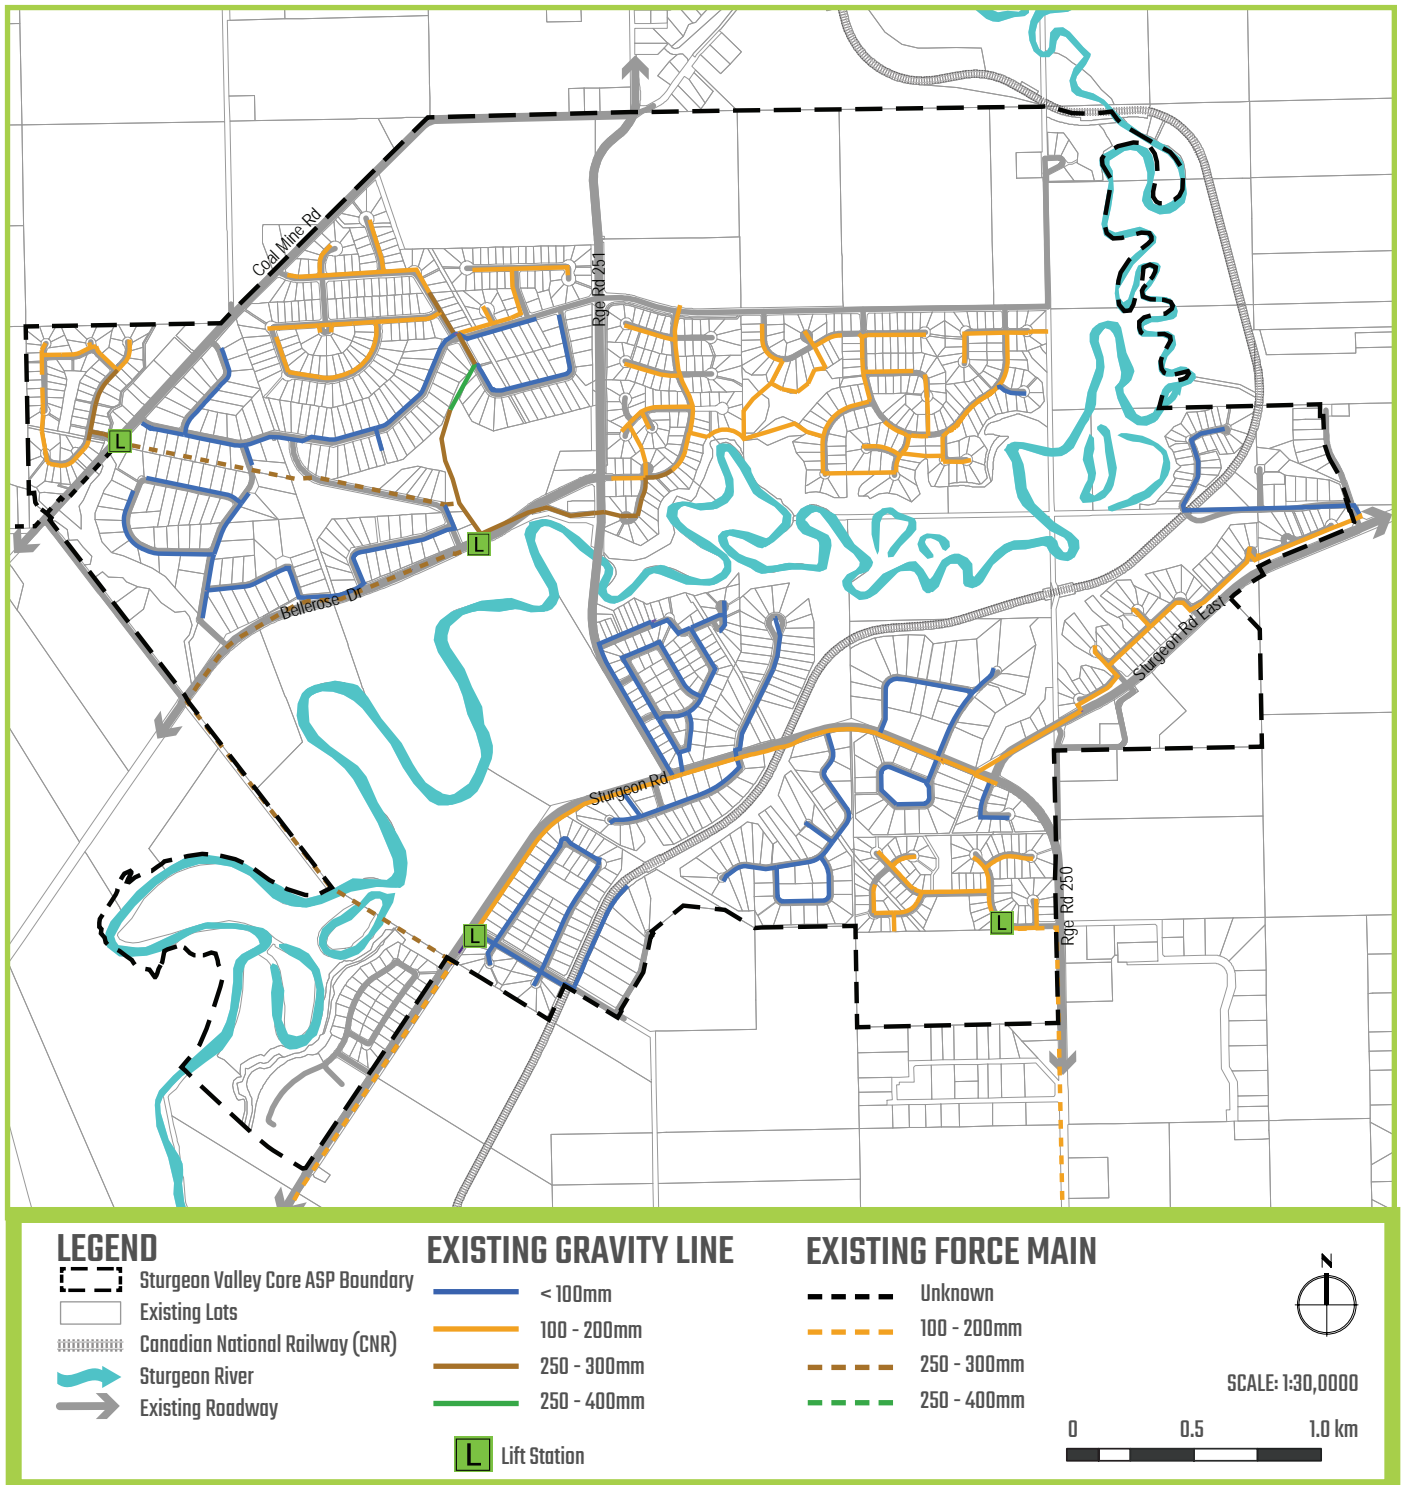 Coal Mine Rd
Rge Rd 251
L
L
Bellerose Dr
Sturgeon Rd East
Sturgeon Rd
Rge Rd 250
L
L
LEGEND
Sturgeon Valley Core ASP Boundary
Existing Lots
Canadian National Railway (CNR)
Sturgeon River
Existing Roadway
EXISTING GRAVITY LINE
< 100mm
100 - 200mm
250 - 300mm
250 - 400mm
L Lift Station
EXISTING FORCE MAIN
Unknown
100 - 200mm
250 - 300mm
250 - 400mm
N
SCALE: 1:30,0000
0 0.5 1.0 km